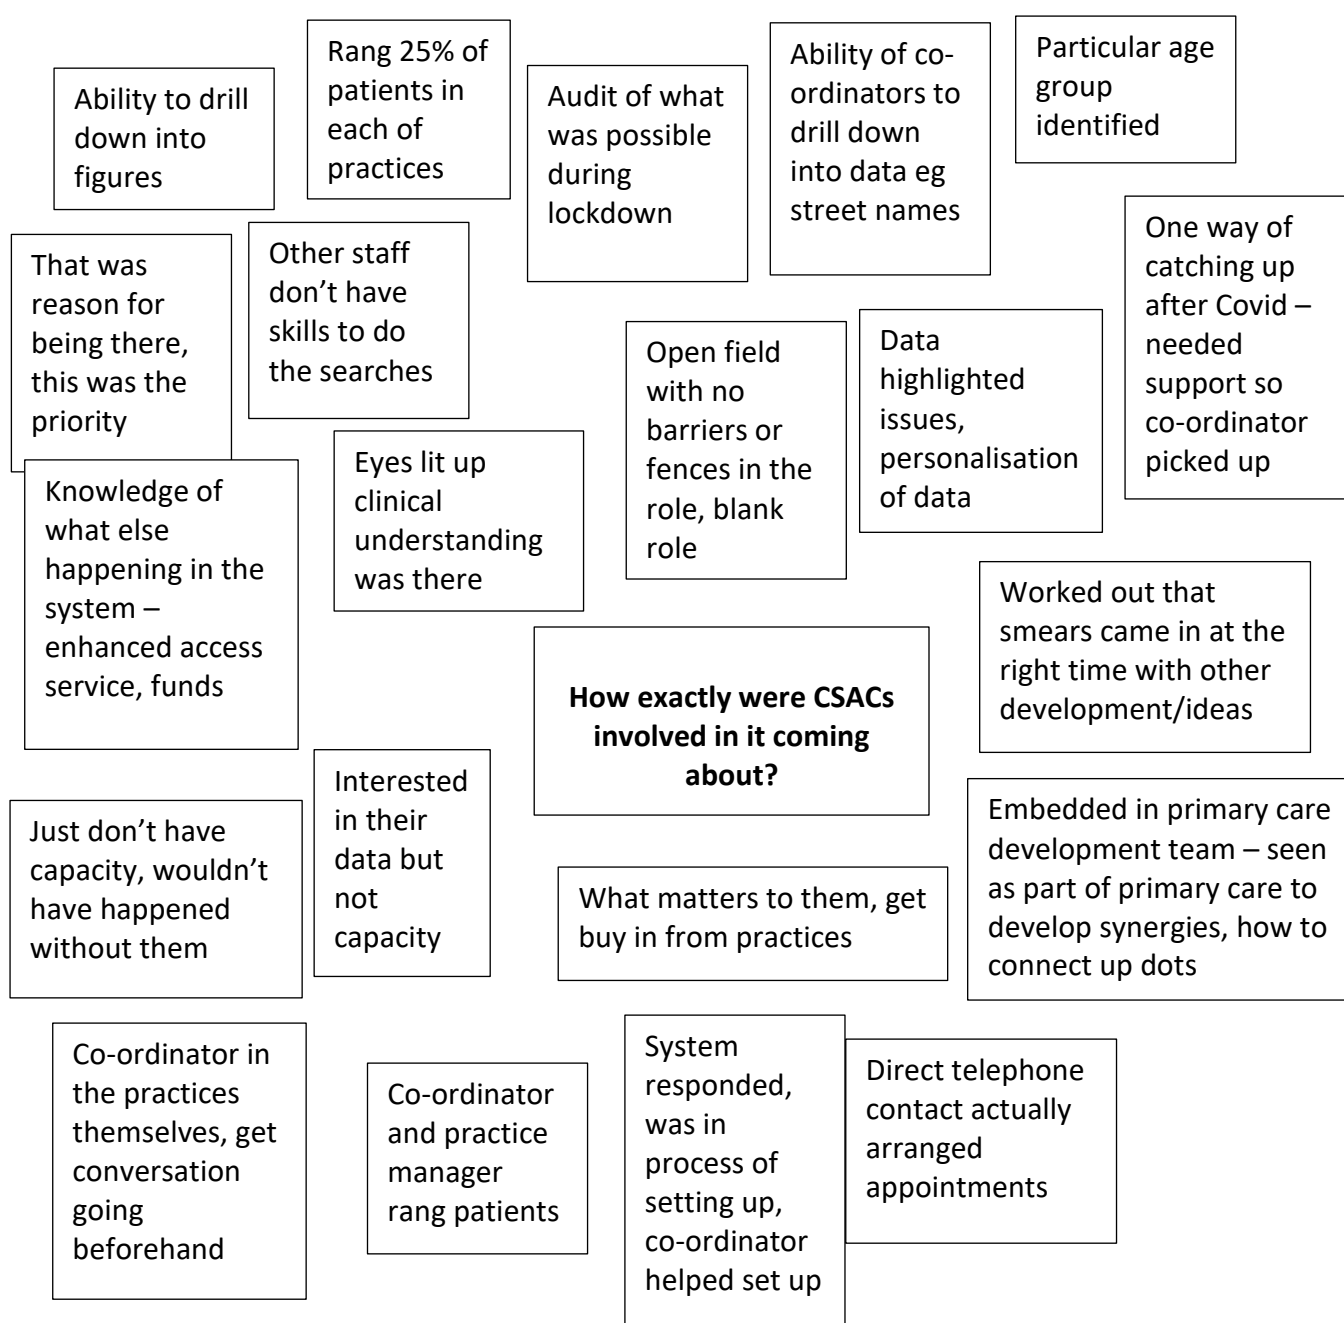 Ability to drill
down into
figures
Rang 25% of
patients in
each of
practices
Audit of what
was possible
during
lockdown
Ability of co-
ordinators to
drill down
into data eg
street names
Particular age
group
identified
That was
reason for
being there,
this was the
priority
Other staff
don’t have
skills to do
the searches
Open field
with no
barriers or
fences in the
role, blank
role
Data
highlighted
issues,
personalisation
of data
One way of
catching up
after Covid –
needed
support so
co-ordinator
picked up
Knowledge of
what else
happening in the
system –
enhanced access
service, funds
Eyes lit up
clinical
understanding
was there
Worked out that
smears came in at the
right time with other
development/ideas
How exactly were CSACs
involved in it coming
about?
Just don’t have
capacity, wouldn’t
have happened
without them
Interested
in their
data but
not
capacity
What matters to them, get
buy in from practices
Embedded in primary care
development team – seen
as part of primary care to
develop synergies, how to
connect up dots
Co-ordinator in
the practices
themselves, get
conversation
going
beforehand
Co-ordinator
and practice
manager
rang patients
System
responded,
was in
process of
setting up,
co-ordinator
helped set up
Direct telephone
contact actually
arranged
appointments